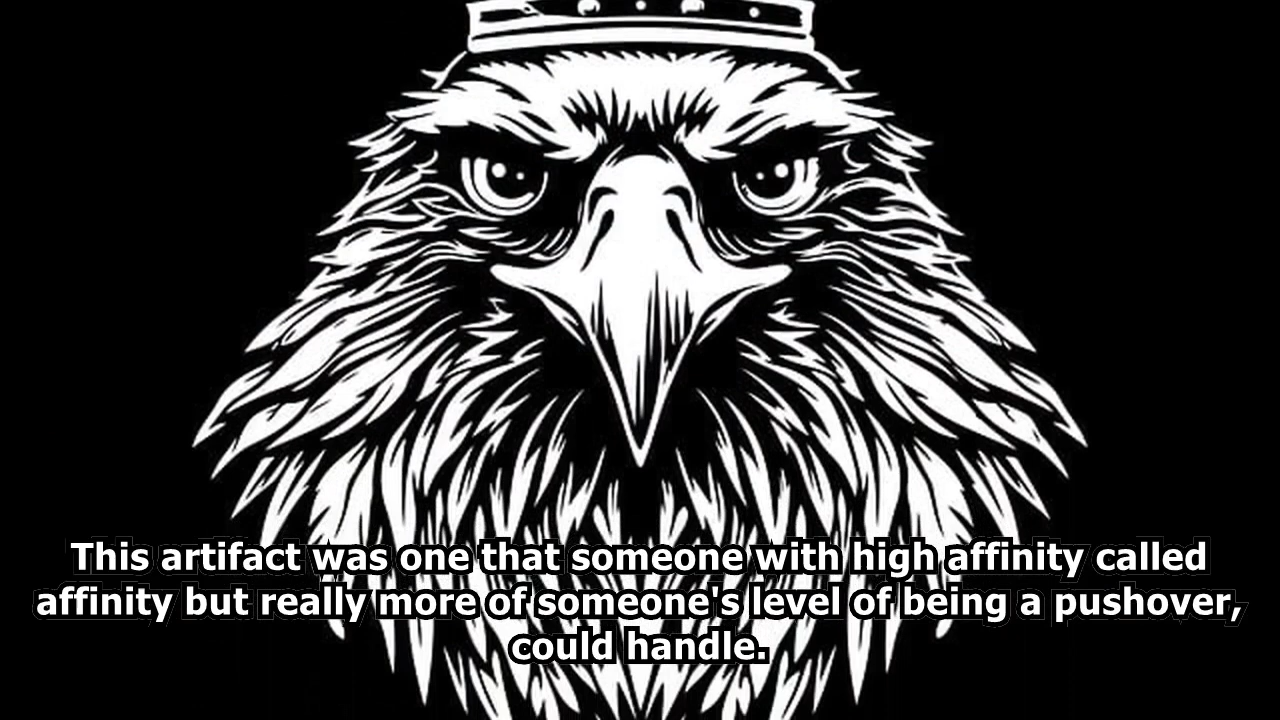 This artifact was one that someone with high affinity called
affinity but really more of someone's level of being a pushover,
could handle.